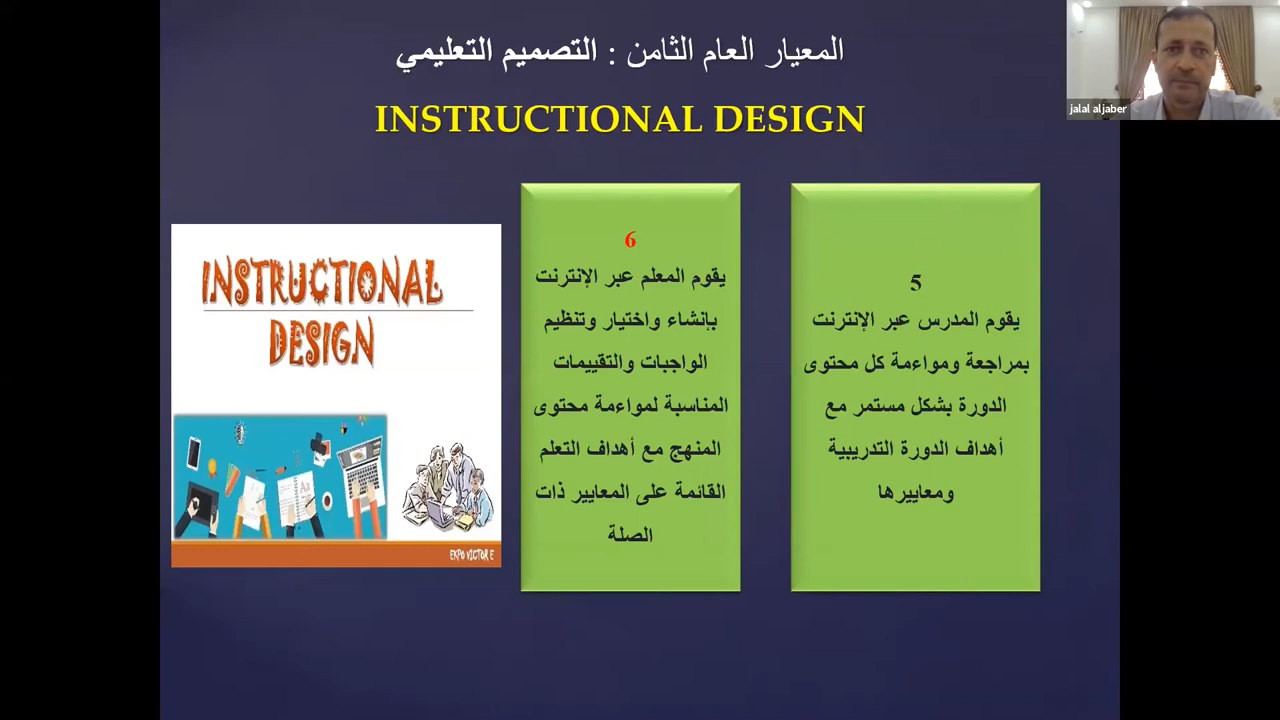 المعيار العام الثامن : التصميم التعليمي
INSTRUCTIONAL DESIGN
jalal aljaber
5
يقوم المدرس عبر الإنترنت
بمراجعة ومواءمة كل محتوى
الدورة بشكل مستمر مع
أهداف الدورة التدريبية
ومعاييرها
6
يقوم المعلم عبر الإنترنت
بإنشاء واختيار وتنظيم
الواجبات والتقييمات
المناسبة لمواءمة محتوى
المنهج مع أهداف التعلم
القائمة على المعايير ذات
الصلة
INSTRUCTIONAL
DESIGN
EKPO VICTOR E